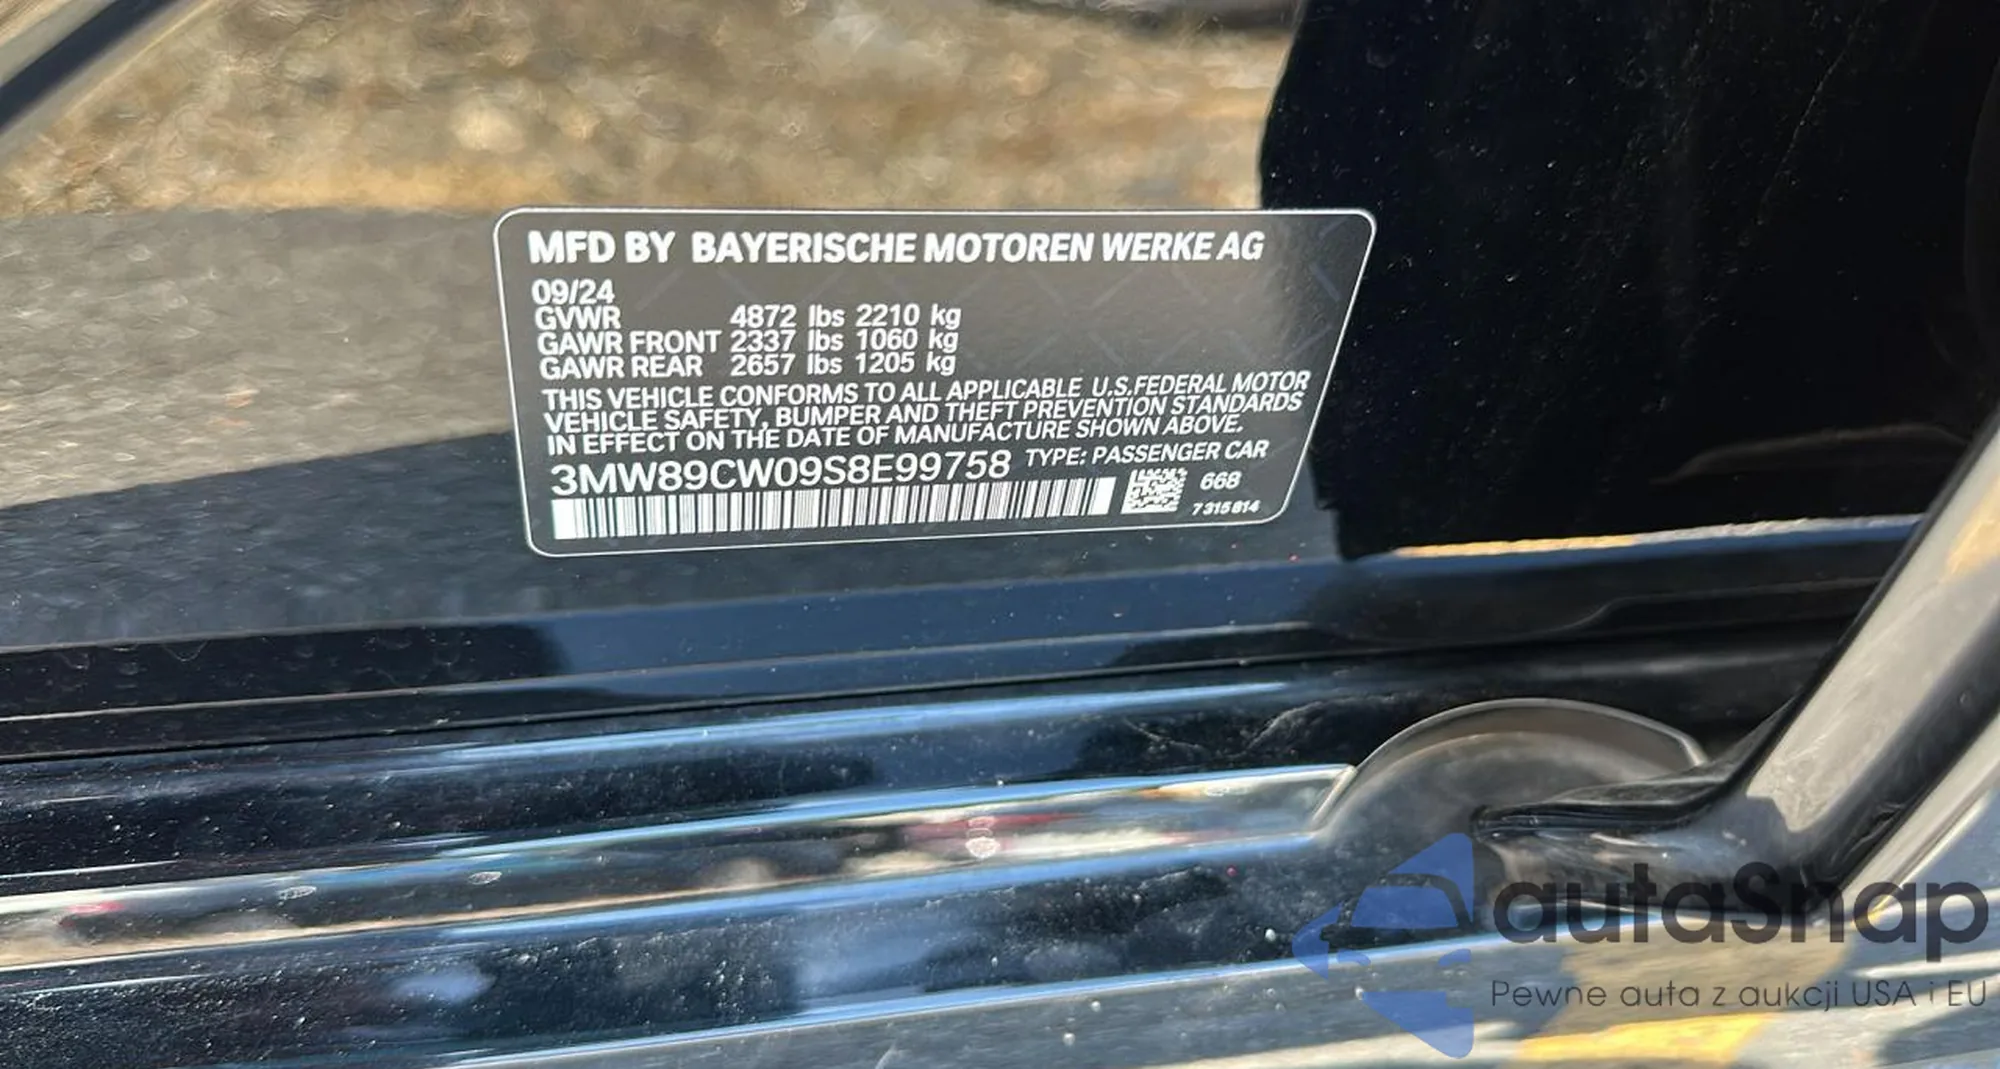 MFD BY BAYERISCHE MOTOREN WERKE AG
09/24
GVWR 4872 lbs 2210 kg
GAWR FRONT 2337 lbs 1060 kg
GAWR REAR 2657 lbs 1205 kg
THIS VEHICLE CONFORMS TO ALL APPLICABLE U.S.FEDERAL MOTOR
VEHICLE SAFETY, BUMPER AND THEFT PREVENTION STANDARDS
IN EFFECT ON THE DATE OF MANUFACTURE SHOWN ABOVE.
3MW89CW09S8E99758 TYPE: PASSENGER CAR
668
7315814
autaSnap
Pewne auta z aukcji USA i EU